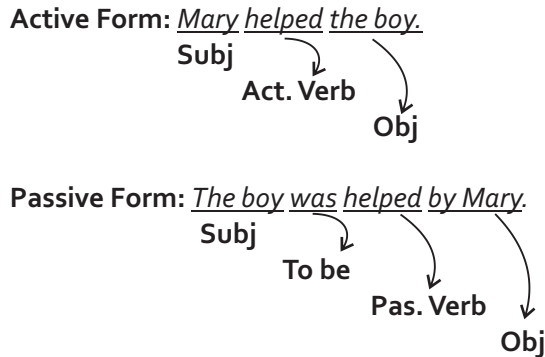 Active Form: Mary helped the boy.
Subj
Act. Verb
Obj
Passive Form: The boy was helped by Mary.
Subj
To be
Pas. Verb
Obj